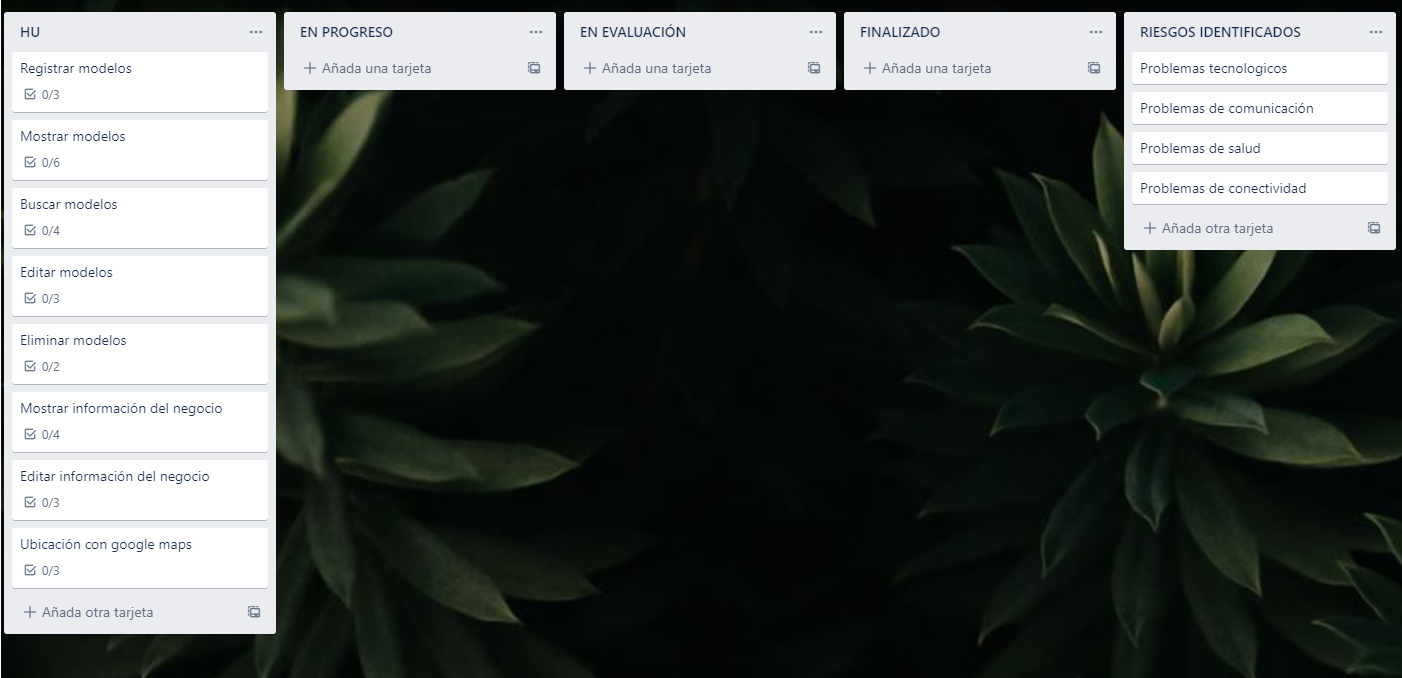 HU
Registrar modelos
0/3
Mostrar modelos
0/6
Buscar modelos
0/4
Editar modelos
0/3
Eliminar modelos
0/2
Mostrar información del negocio
0/4
Editar información del negocio
0/3
Ubicación con google maps
0/3
Añada otra tarjeta
EN PROGRESO
Añada una tarjeta
EN EVALUACIÓN
Añada una tarjeta
FINALIZADO
Añada una tarjeta
RIESGOS IDENTIFICADOS
Problemas tecnologicos
Problemas de comunicación
Problemas de salud
Problemas de conectividad
Añada otra tarjeta